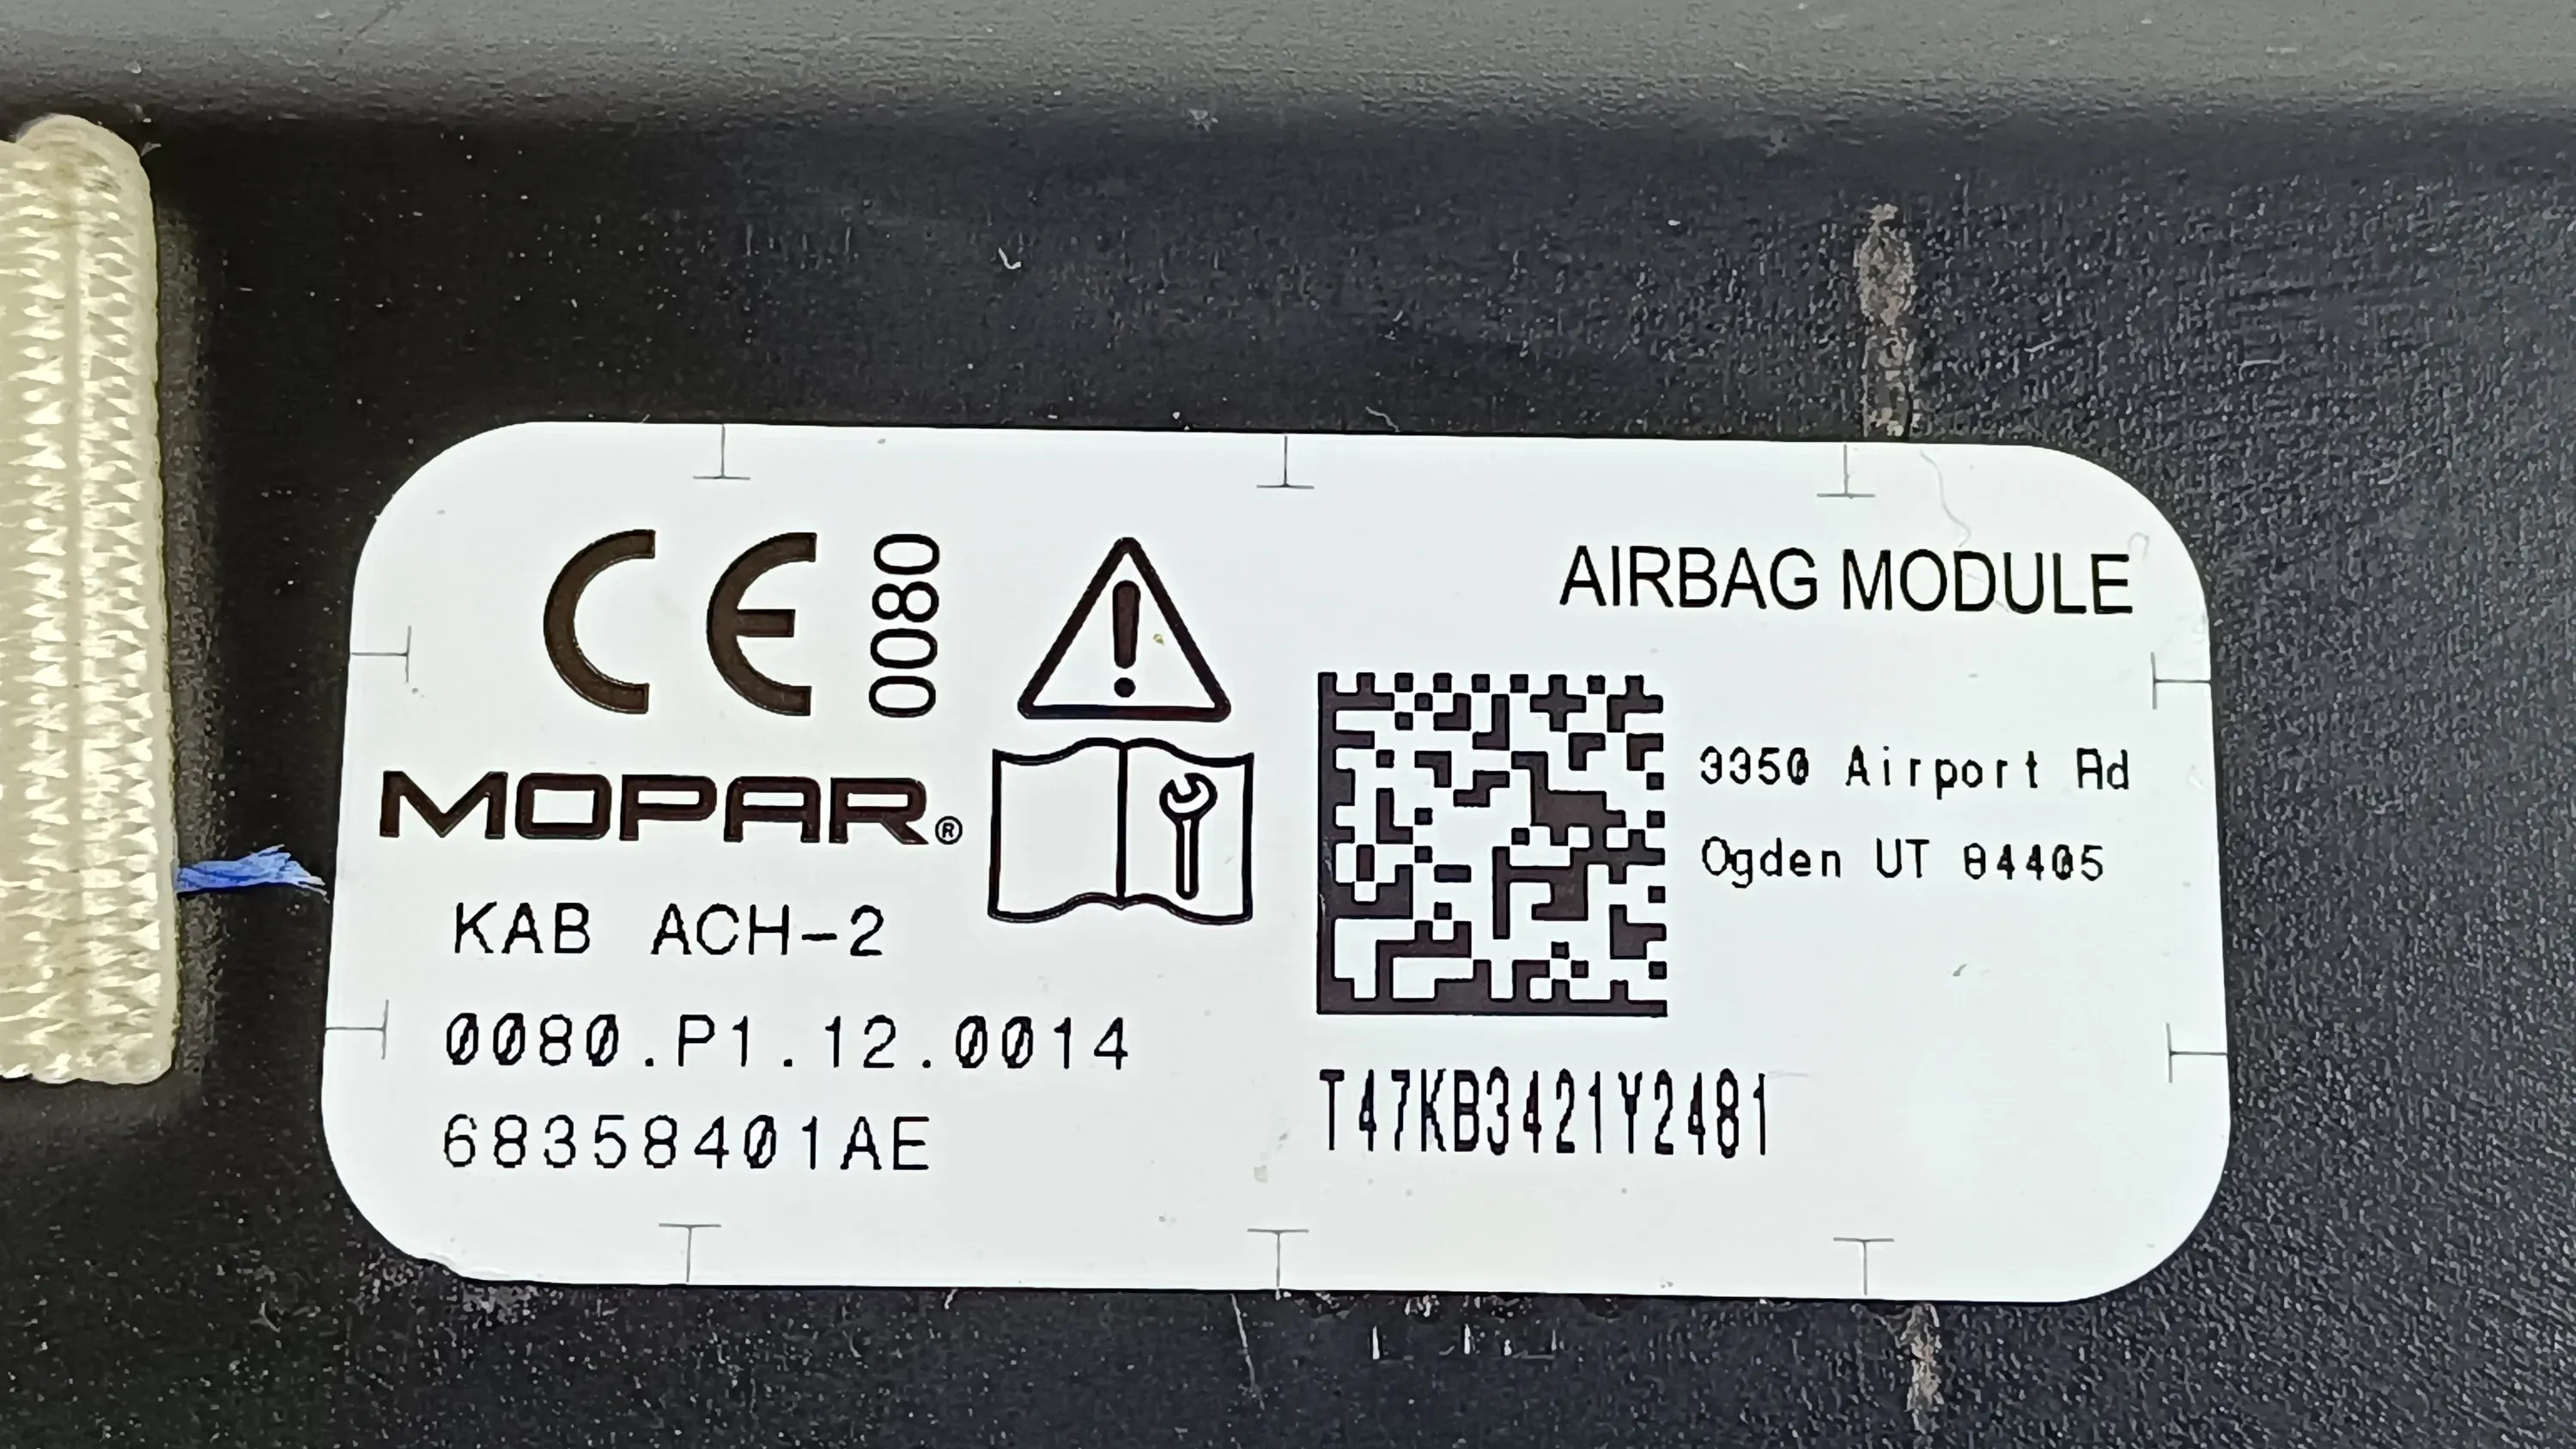 CE 0080
AIRBAG MODULE
MOPAR®
3350 Airport Rd
Ogden UT 84405
KAB ACH-2
0080.P1.12.0014
68358401AE
T47KB3421Y2481